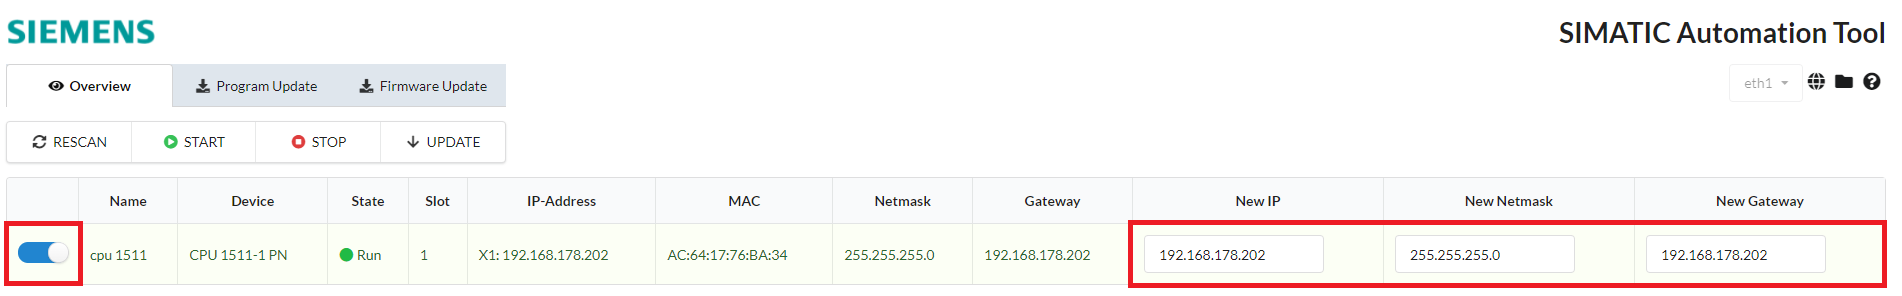 SIEMENS
SIMATIC Automation Tool
Overview Program Update Firmware Update
eth1
RESCAN START STOP UPDATE
Name Device State Slot IP-Address MAC Netmask Gateway New IP New Netmask New Gateway
cpu 1511 CPU 1511-1 PN Run 1 X1: 192.168.178.202 AC:64:17:76:BA:34 255.255.255.0 192.168.178.202 192.168.178.202 255.255.255.0 192.168.178.202